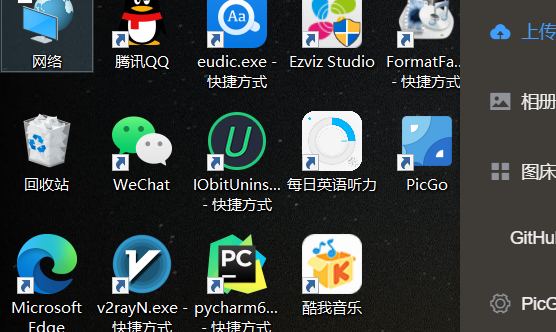 网络
腾讯QQ
eudic.exe -
快捷方式
Ezviz Studio
FormatFa...
- 快捷方式
回收站
WeChat
IObitUnins...
- 快捷方式
每日英语听力
PicGo
Microsoft
Edge
v2rayN.exe -
快捷方式
pycharm6...
- 快捷方式
酷我音乐
上传
相册
图床
GitHu
PicG